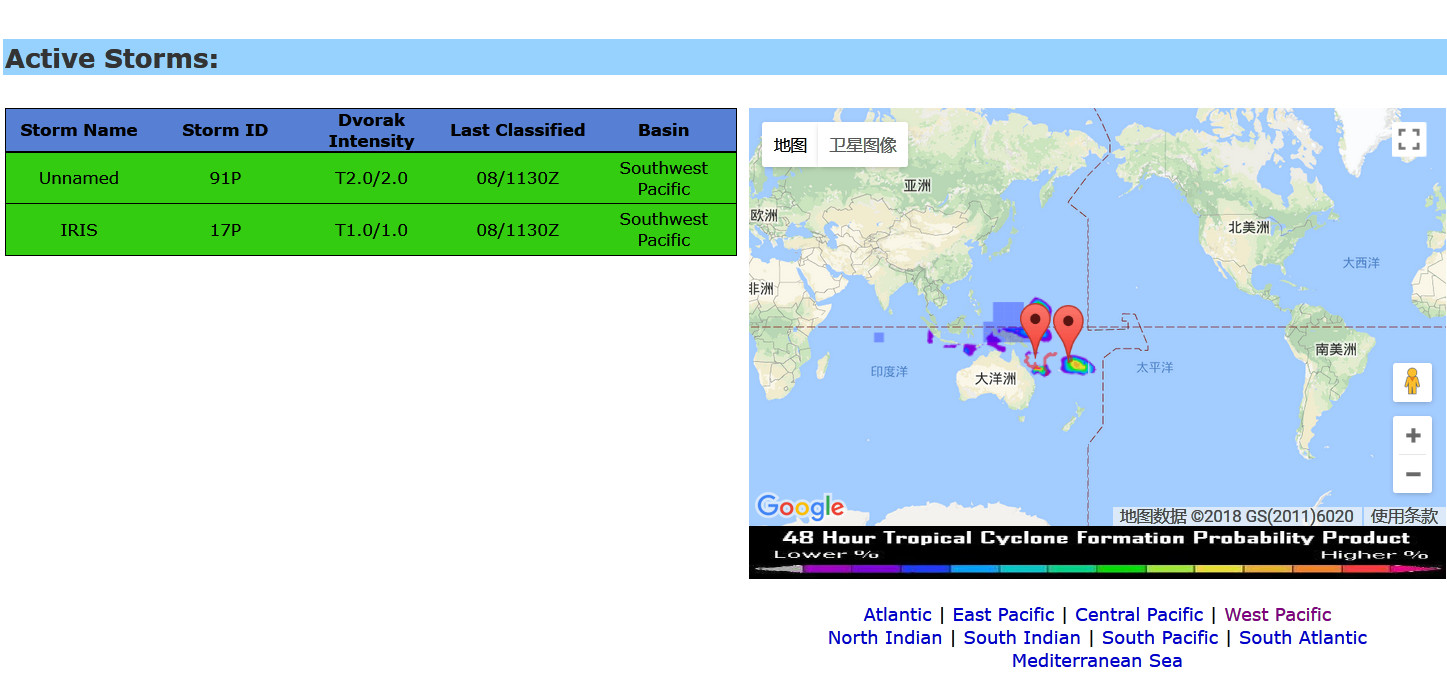 Active Storms:
Storm Name
Storm ID
Dvorak
Intensity
Last Classified
Basin
Unnamed
91P
T2.0/2.0
08/1130Z
Southwest
Pacific
IRIS
17P
T1.0/1.0
08/1130Z
Southwest
Pacific
地图
卫星图像
亚洲
欧洲
北美洲
大西洋
非洲
印度洋
大洋洲
太平洋
南美洲
Google
地图数据 ©2018 GS(2011)6020
使用条款
48 Hour Tropical Cyclone Formation Probability Product
Lower %
Higher %
Atlantic | East Pacific | Central Pacific | West Pacific
North Indian | South Indian | South Pacific | South Atlantic
Mediterranean Sea